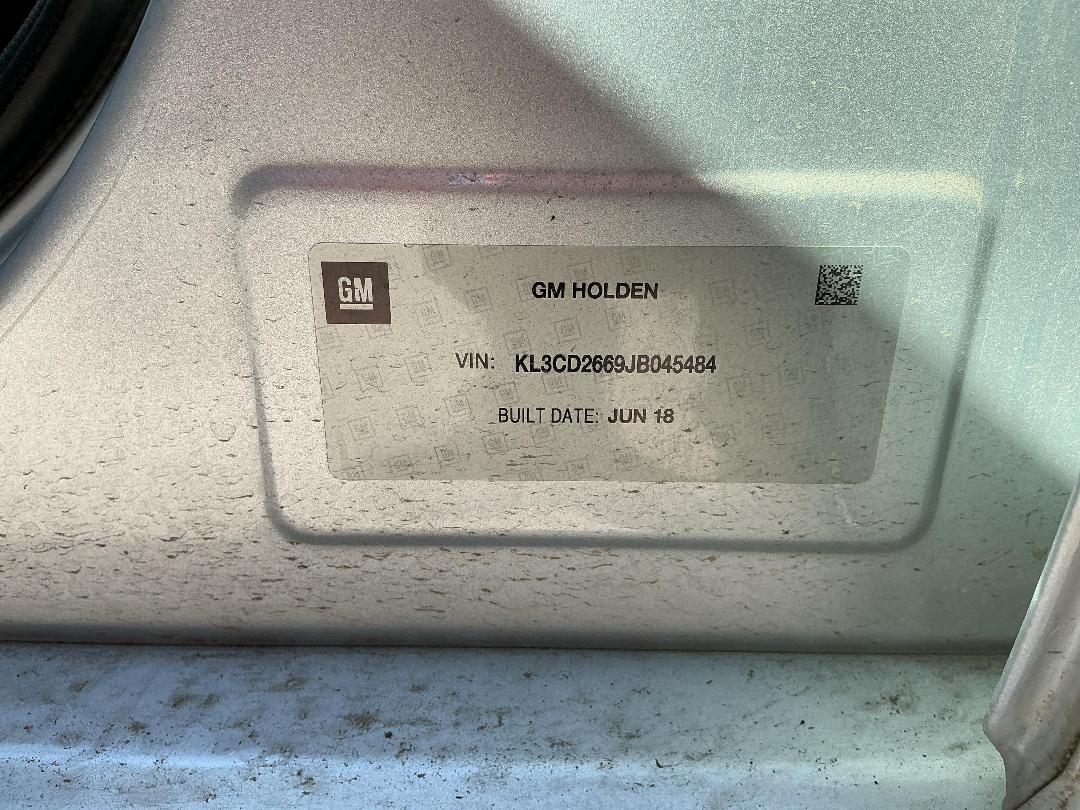 GM
GM HOLDEN
VIN: KL3CD2669JB045484
BUILT DATE: JUN 18